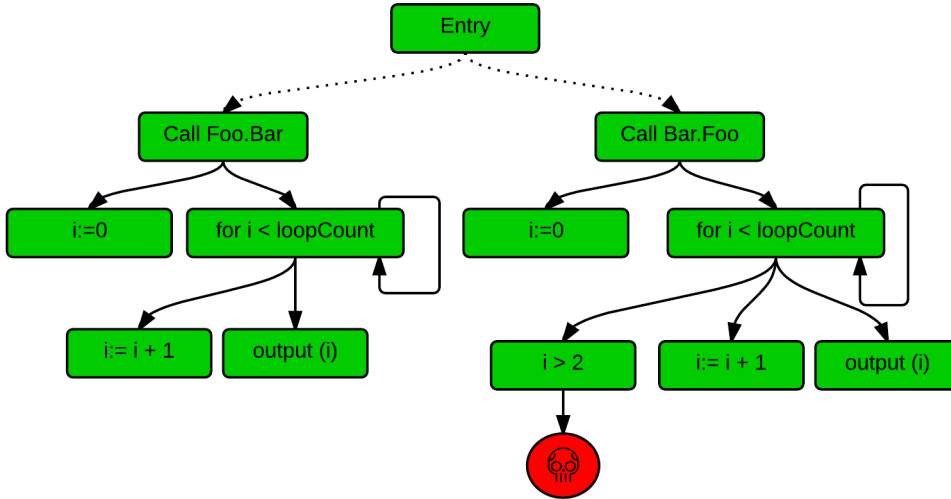 Entry
Call Foo.Bar
Call Bar.Foo
i:=0
for i < loopCount
i:=0
for i < loopCount
i:= i + 1
output (i)
i > 2
i:= i + 1
output (i)